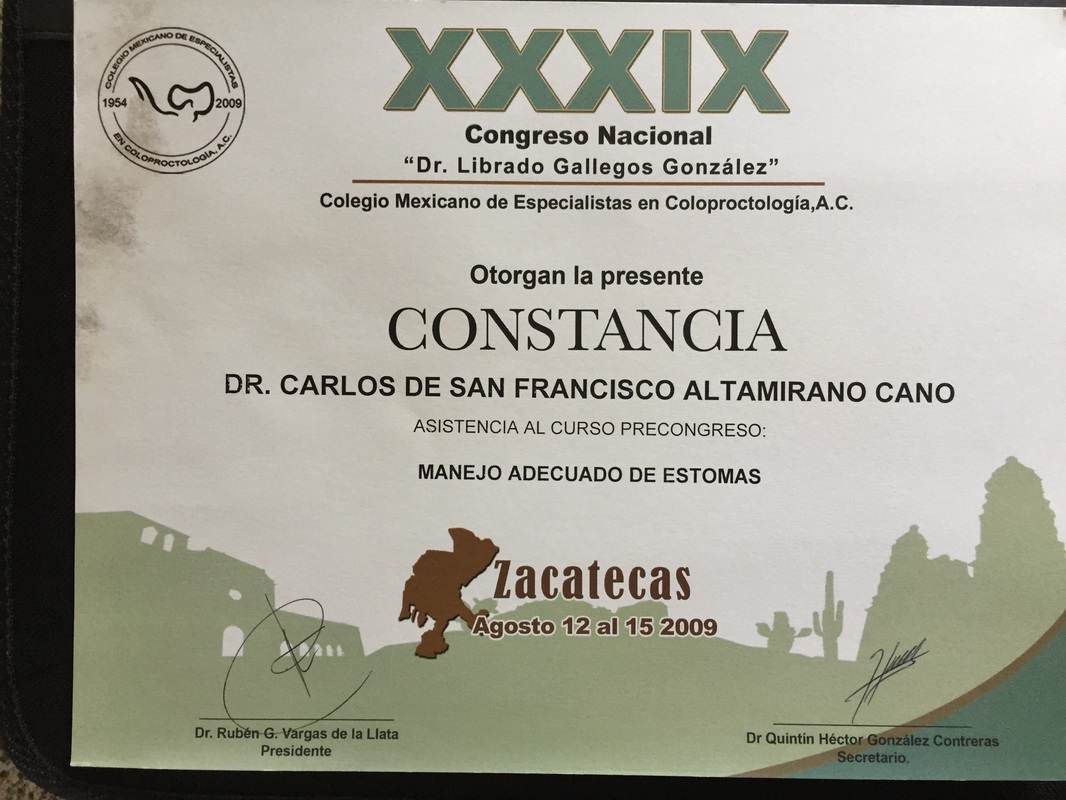 COLEGIO MEXICANO DE ESPECIALISTAS
1954 2009
EN COLOPROCTOLOGÍA, A.C.
XXXIX
Congreso Nacional
“Dr. Librado Gallegos González”
Colegio Mexicano de Especialistas en Coloproctología,A.C.
Otorgan la presente
CONSTANCIA
DR. CARLOS DE SAN FRANCISCO ALTAMIRANO CANO
ASISTENCIA AL CURSO PRECONGRESO:
MANEJO ADECUADO DE ESTOMAS
Zacatecas
Agosto 12 al 15 2009
Dr. Rubén G. Vargas de la Llata
Presidente
Dr Quintin Héctor González Contreras
Secretario.